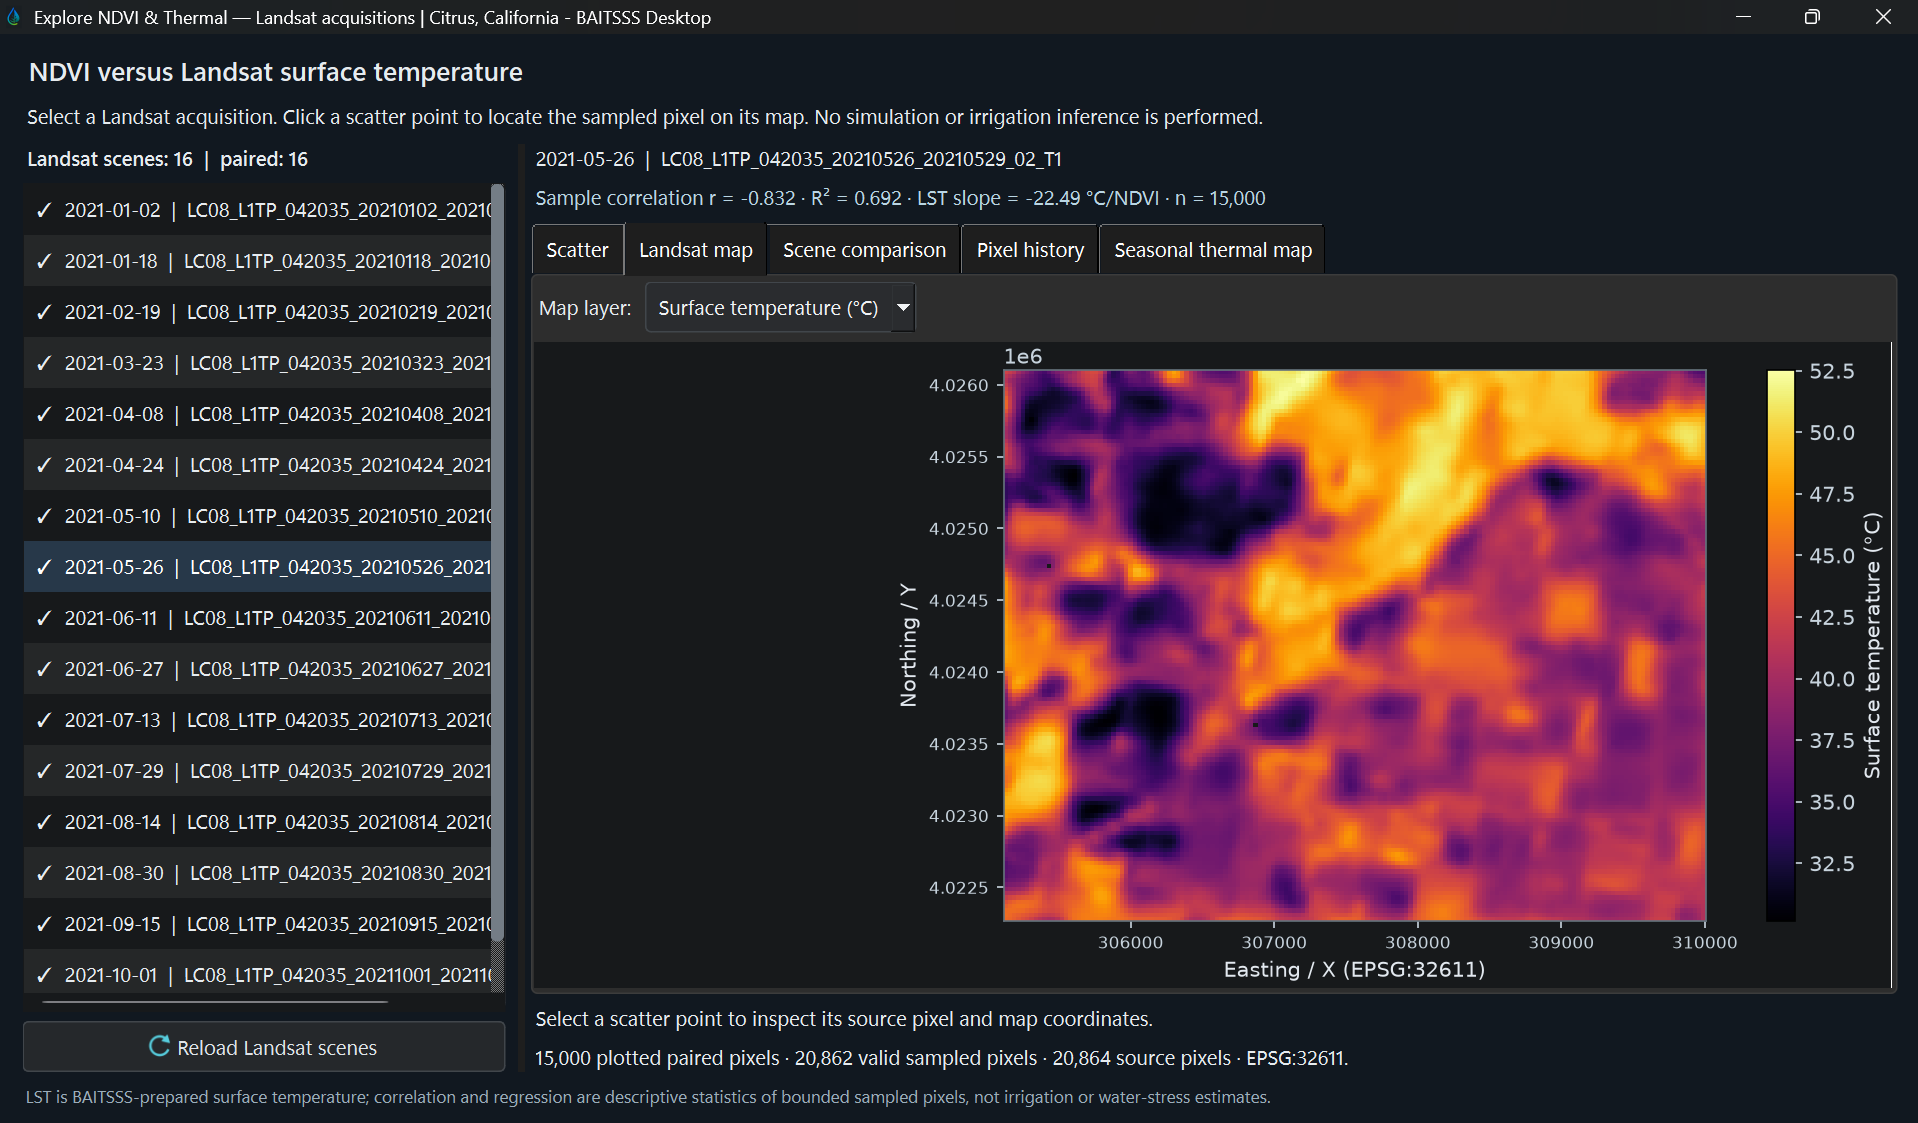 Explore NDVI & Thermal — Landsat acquisitions | Citrus, California - BAITSSS Desktop
NDVI versus Landsat surface temperature
Select a Landsat acquisition. Click a scatter point to locate the sampled pixel on its map. No simulation or irrigation inference is performed.
Landsat scenes: 16 | paired: 16
✓ 2021-01-02 | LC08_L1TP_042035_20210102_20210
✓ 2021-01-18 | LC08_L1TP_042035_20210118_20210
✓ 2021-02-19 | LC08_L1TP_042035_20210219_20210
✓ 2021-03-23 | LC08_L1TP_042035_20210323_2021
✓ 2021-04-08 | LC08_L1TP_042035_20210408_2021
✓ 2021-04-24 | LC08_L1TP_042035_20210424_2021
✓ 2021-05-10 | LC08_L1TP_042035_20210510_20210
✓ 2021-05-26 | LC08_L1TP_042035_20210526_2021
✓ 2021-06-11 | LC08_L1TP_042035_20210611_20210
✓ 2021-06-27 | LC08_L1TP_042035_20210627_2021
✓ 2021-07-13 | LC08_L1TP_042035_20210713_20210
✓ 2021-07-29 | LC08_L1TP_042035_20210729_2021
✓ 2021-08-14 | LC08_L1TP_042035_20210814_20210
✓ 2021-08-30 | LC08_L1TP_042035_20210830_2021
✓ 2021-09-15 | LC08_L1TP_042035_20210915_20210
✓ 2021-10-01 | LC08_L1TP_042035_20211001_202110
Reload Landsat scenes
2021-05-26 | LC08_L1TP_042035_20210526_20210529_02_T1
Sample correlation r = -0.832 · R² = 0.692 · LST slope = -22.49 °C/NDVI · n = 15,000
Scatter Landsat map Scene comparison Pixel history Seasonal thermal map
Map layer: Surface temperature (°C)
1e6
4.0260
4.0255
4.0250
4.0245
4.0240
4.0235
4.0230
4.0225
Northing / Y
306000 307000 308000 309000 310000
Easting / X (EPSG:32611)
52.5
50.0
47.5
45.0
42.5
40.0
37.5
35.0
32.5
Surface temperature (°C)
Select a scatter point to inspect its source pixel and map coordinates.
15,000 plotted paired pixels · 20,862 valid sampled pixels · 20,864 source pixels · EPSG:32611.
LST is BAITSSS-prepared surface temperature; correlation and regression are descriptive statistics of bounded sampled pixels, not irrigation or water-stress estimates.